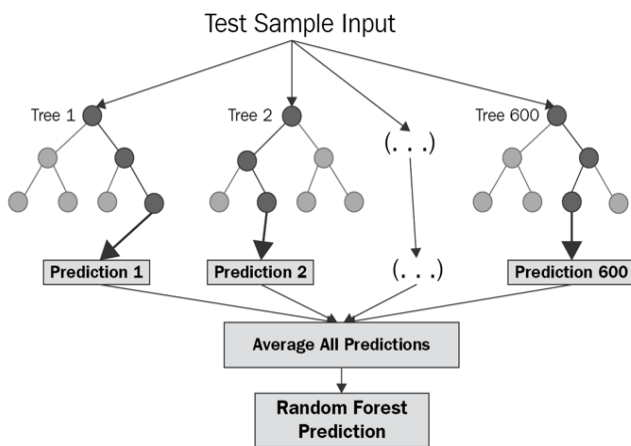 Test Sample Input
Tree 1
Tree 2
(. . .)
Tree 600
Prediction 1
Prediction 2
(. . .)
Prediction 600
Average All Predictions
Random Forest
Prediction